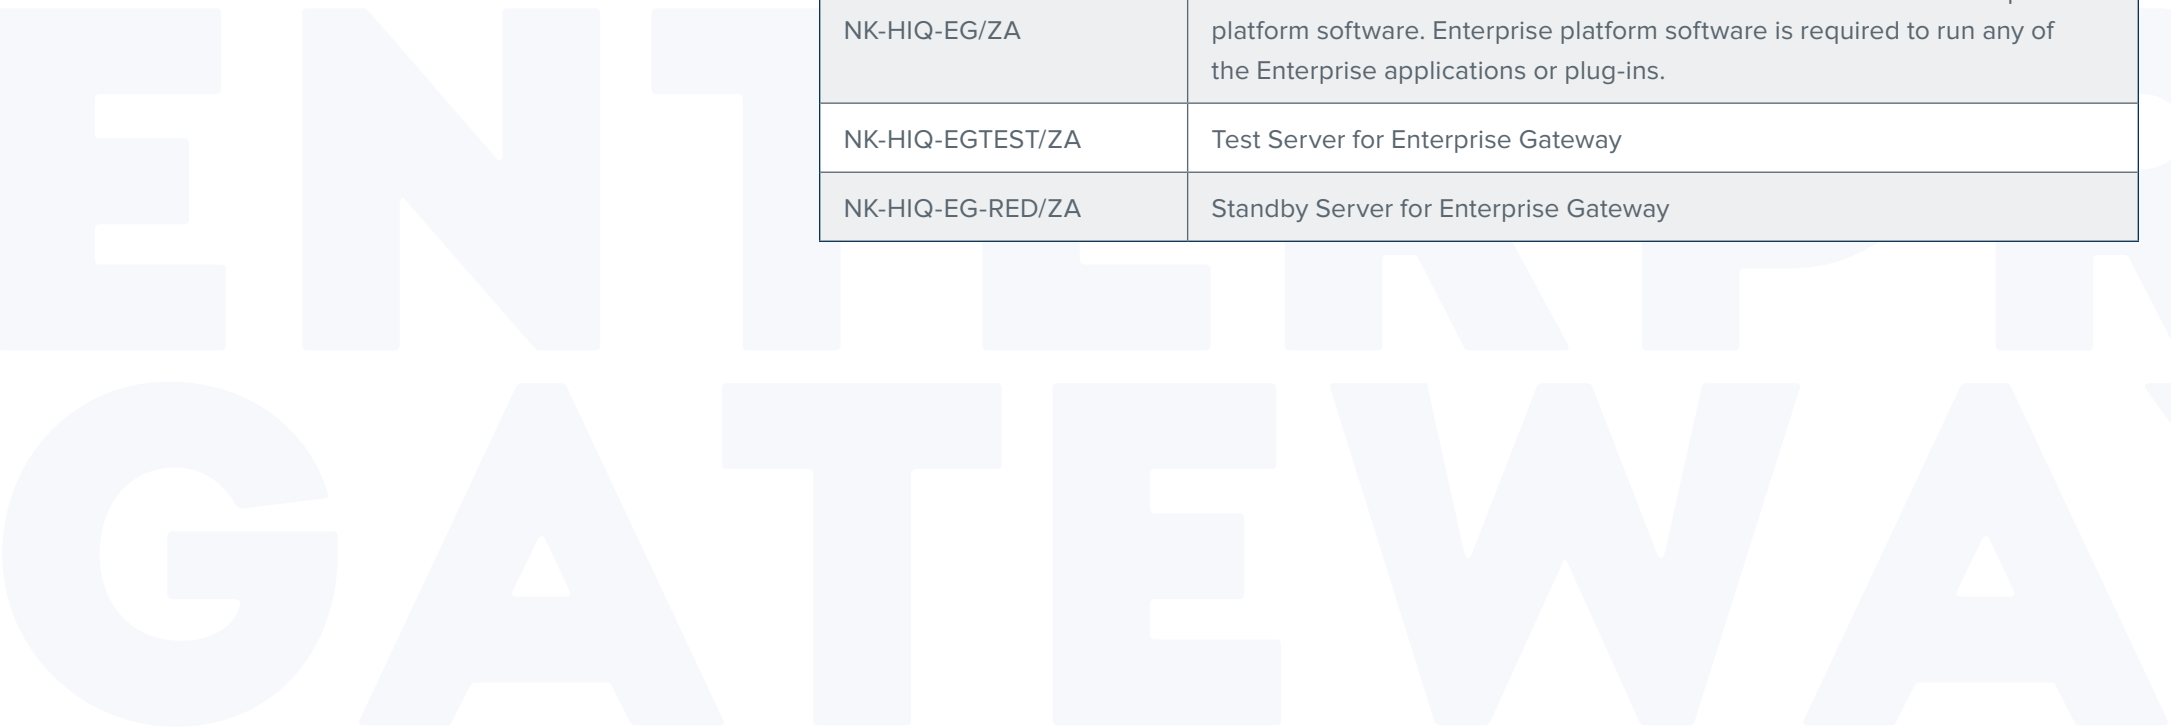 NK-HIQ-EG/ZA
platform software. Enterprise platform software is required to run any of
the Enterprise applications or plug-ins.
NK-HIQ-EGTEST/ZA
Test Server for Enterprise Gateway
NK-HIQ-EG-RED/ZA
Standby Server for Enterprise Gateway
ENTERPR
GATEWAY